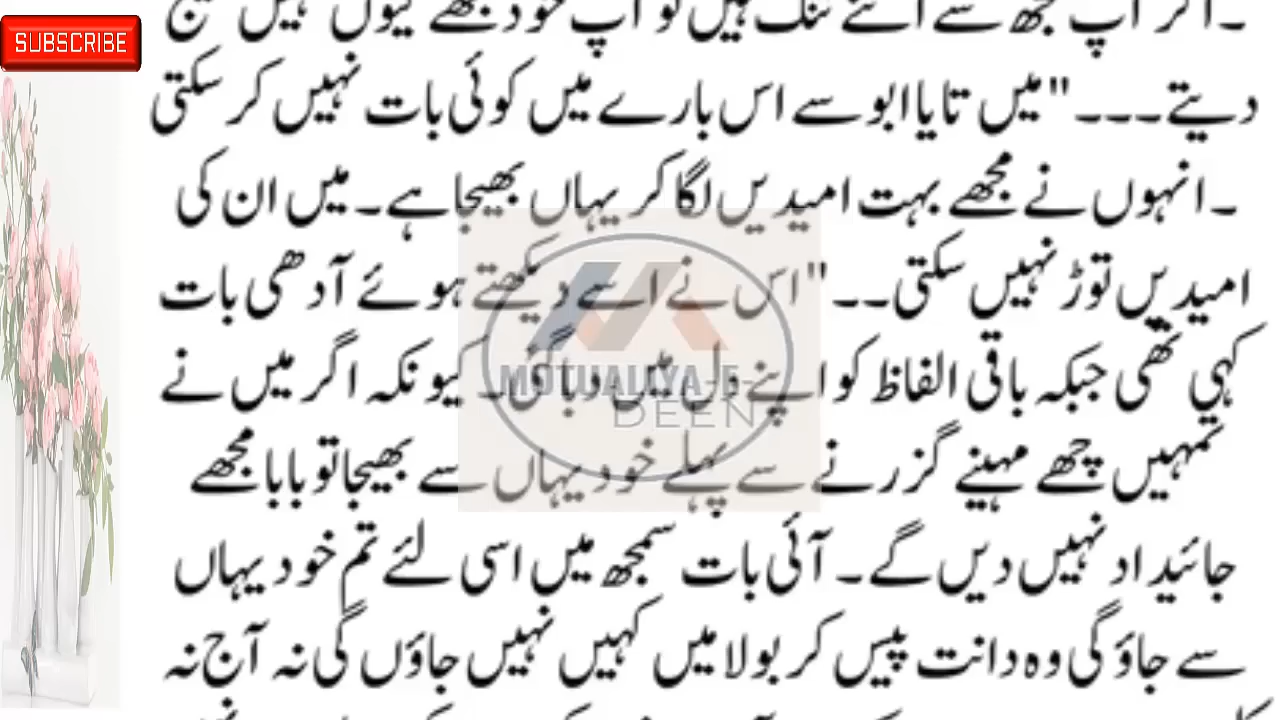 SUBSCRIBE
۔اگر آپ مجھ سے اتنے تنگ ہیں تو آپ خود مجھے کیوں نہیں بھیج
دیتے۔۔۔"میں تایا ابو سے اس بارے میں کوئی بات نہیں کر سکتی
۔انہوں نے مجھے بہت امیدیں لگا کر یہاں بھیجا ہے۔ میں ان کی
امیدیں توڑ نہیں سکتی۔۔"اس نے اسے دیکھتے ہوئے آدھی بات
کہی تھی جبکہ باقی الفاظ کو اپنے دل میں دبا گئی۔ کیونکہ اگر میں نے
تمہیں چھے مہینے گزرنے سے پہلے خود یہاں سے بھیجا تو بابا مجھے
جائیداد نہیں دیں گے۔ آئی بات سمجھ میں اسی لئے تم خود یہاں
سے جاؤ گی وہ دانت پیس کر بولا میں کہیں نہیں جاؤں گی نہ آج نہ
MOTUALIYA-E-
DEEN